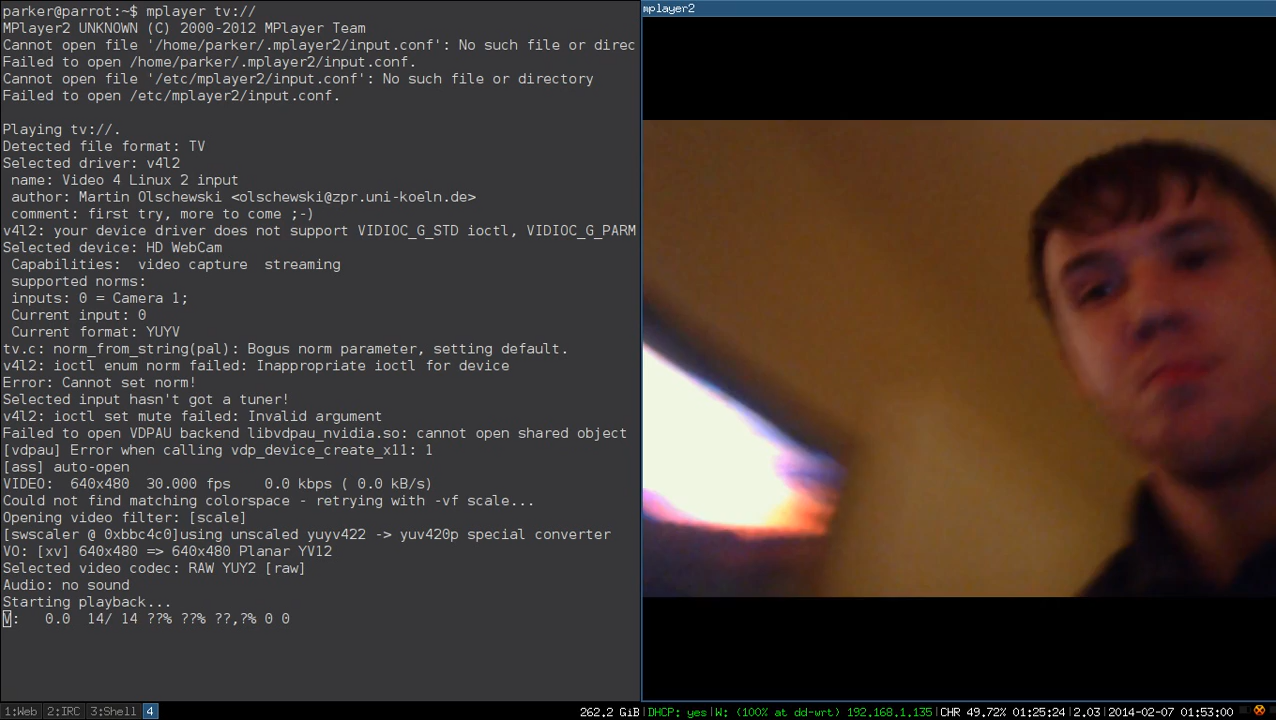 parker@parrot:~$ mplayer tv://
MPlayer2 UNKNOWN (C) 2000-2012 MPlayer Team
Cannot open file '/home/parker/.mplayer2/input.conf': No such file or direc
Failed to open /home/parker/.mplayer2/input.conf.
Cannot open file '/etc/mplayer2/input.conf': No such file or directory
Failed to open /etc/mplayer2/input.conf.
Playing tv://.
Detected file format: TV
Selected driver: v4l2
name: Video 4 Linux 2 input
author: Martin Olschewski <olschewski@zpr.uni-koeln.de>
comment: first try, more to come ;-)
v4l2: your device driver does not support VIDIOC_G_STD ioctl, VIDIOC_G_PARM
Selected device: HD WebCam
Capabilities:  video capture  streaming
supported norms:
inputs: 0 = Camera 1;
Current input: 0
Current format: YUYV
tv.c: norm_from_string(pal): Bogus norm parameter, setting default.
v4l2: ioctl enum norm failed: Inappropriate ioctl for device
Error: Cannot set norm!
Selected input hasn't got a tuner!
v4l2: ioctl set mute failed: Invalid argument
Failed to open VDPAU backend libvdpau_nvidia.so: cannot open shared object
[vdpau] Error when calling vdp_device_create_x11: 1
[ass] auto-open
VIDEO:  640x480  30.000 fps    0.0 kbps ( 0.0 kB/s)
Could not find matching colorspace - retrying with -vf scale...
Opening video filter: [scale]
[swscaler @ 0xbbc4c0]using unscaled yuyv422 -> yuv420p special converter
VO: [xv] 640x480 => 640x480 Planar YV12
Selected video codec: RAW YUY2 [raw]
Audio: no sound
Starting playback...
V:   0.0  14/ 14 ??% ??% ??,?% 0 0
mplayer2
1:Web 2:IRC 3:Shell 4
262.2 GiB|DHCP: yes|W: (100% at dd-wrt) 192.168.1.135|CHR 49.72% 01:25:24|2.03|2014-02-07 01:53:00